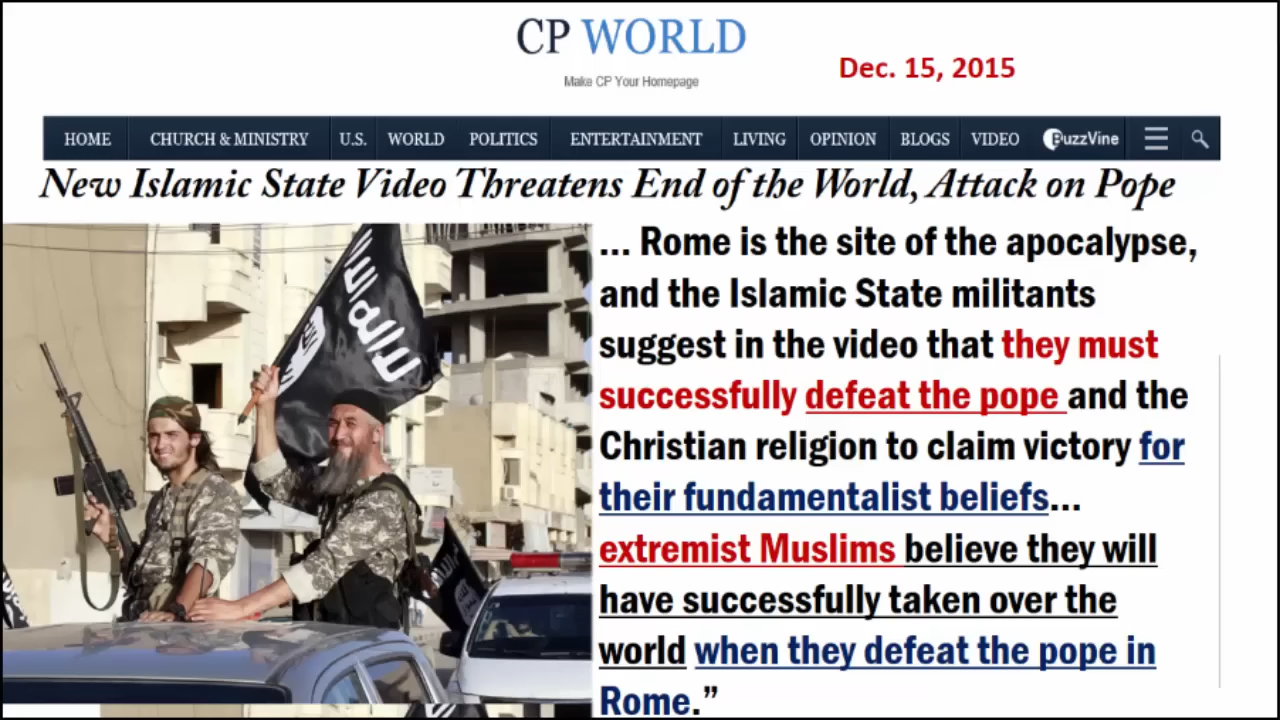 CP WORLD
Make CP Your Homepage
Dec. 15, 2015
HOME CHURCH & MINISTRY U.S. WORLD POLITICS ENTERTAINMENT LIVING OPINION BLOGS VIDEO BuzzVine
New Islamic State Video Threatens End of the World, Attack on Pope
... Rome is the site of the apocalypse,
and the Islamic State militants
suggest in the video that they must
successfully defeat the pope and the
Christian religion to claim victory for
their fundamentalist beliefs...
extremist Muslims believe they will
have successfully taken over the
world when they defeat the pope in
Rome.”